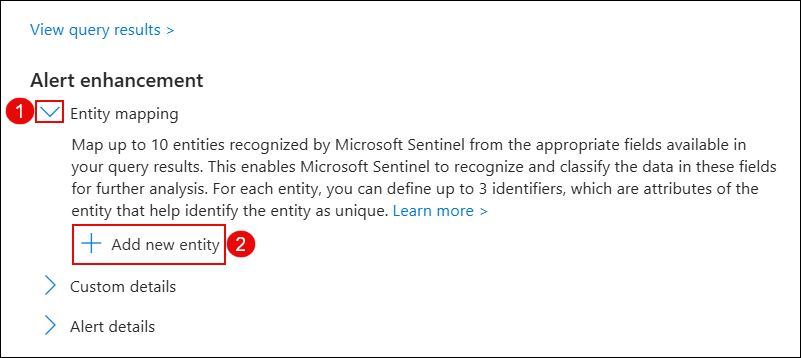 View query results >
Alert enhancement
1 Entity mapping
Map up to 10 entities recognized by Microsoft Sentinel from the appropriate fields available in
your query results. This enables Microsoft Sentinel to recognize and classify the data in these fields
for further analysis. For each entity, you can define up to 3 identifiers, which are attributes of the
entity that help identify the entity as unique. Learn more >
+ Add new entity 2
Custom details
Alert details